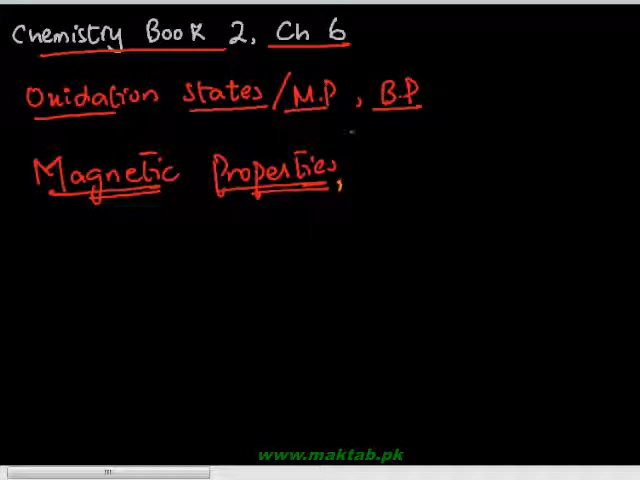 Chemistry Book 2, Ch 6
Oxidation states / M.P , B.P
Magnetic Properties,
www.maktab.pk